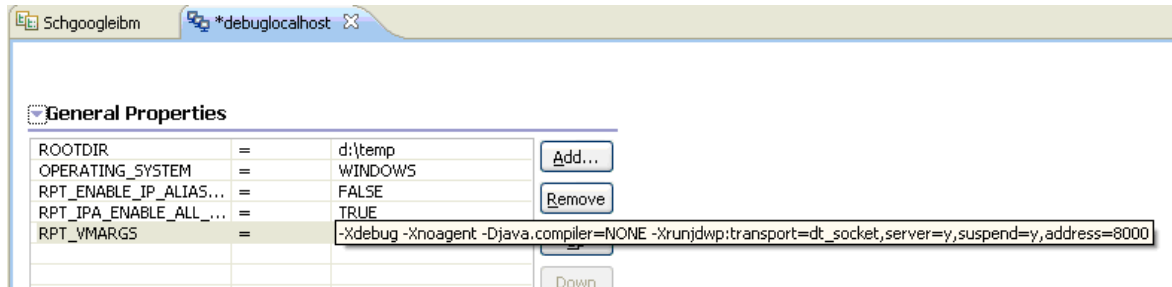 Schgoogleibm *debuglocalhost
General Properties
ROOTDIR = d:\temp
OPERATING_SYSTEM = WINDOWS
RPT_ENABLE_IP_ALIAS... = FALSE
RPT_IPA_ENABLE_ALL_... = TRUE
RPT_VMARGS = -Xdebug -Xnoagent -Djava.compiler=NONE -Xrunjdwp:transport=dt_socket,server=y,suspend=y,address=8000
Add...
Remove
Down